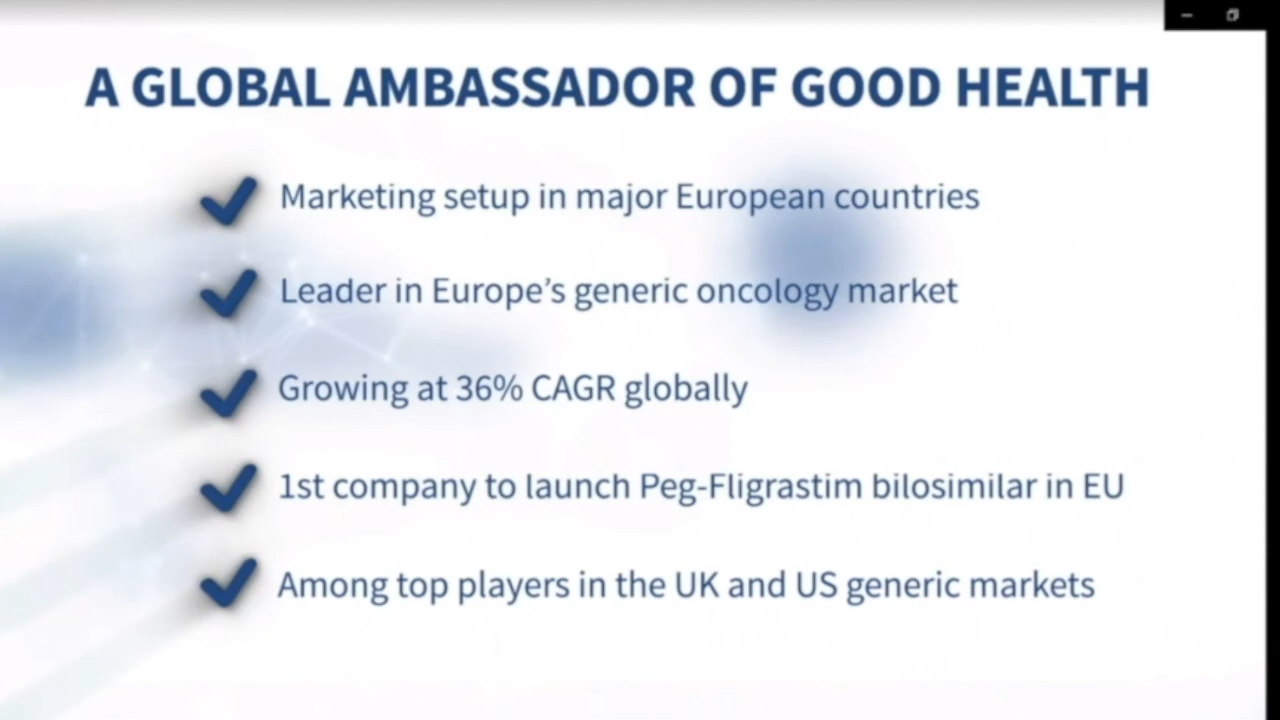 A GLOBAL AMBASSADOR OF GOOD HEALTH
Marketing setup in major European countries
Leader in Europe’s generic oncology market
Growing at 36% CAGR globally
1st company to launch Peg-Fligrastim bilosimilar in EU
Among top players in the UK and US generic markets